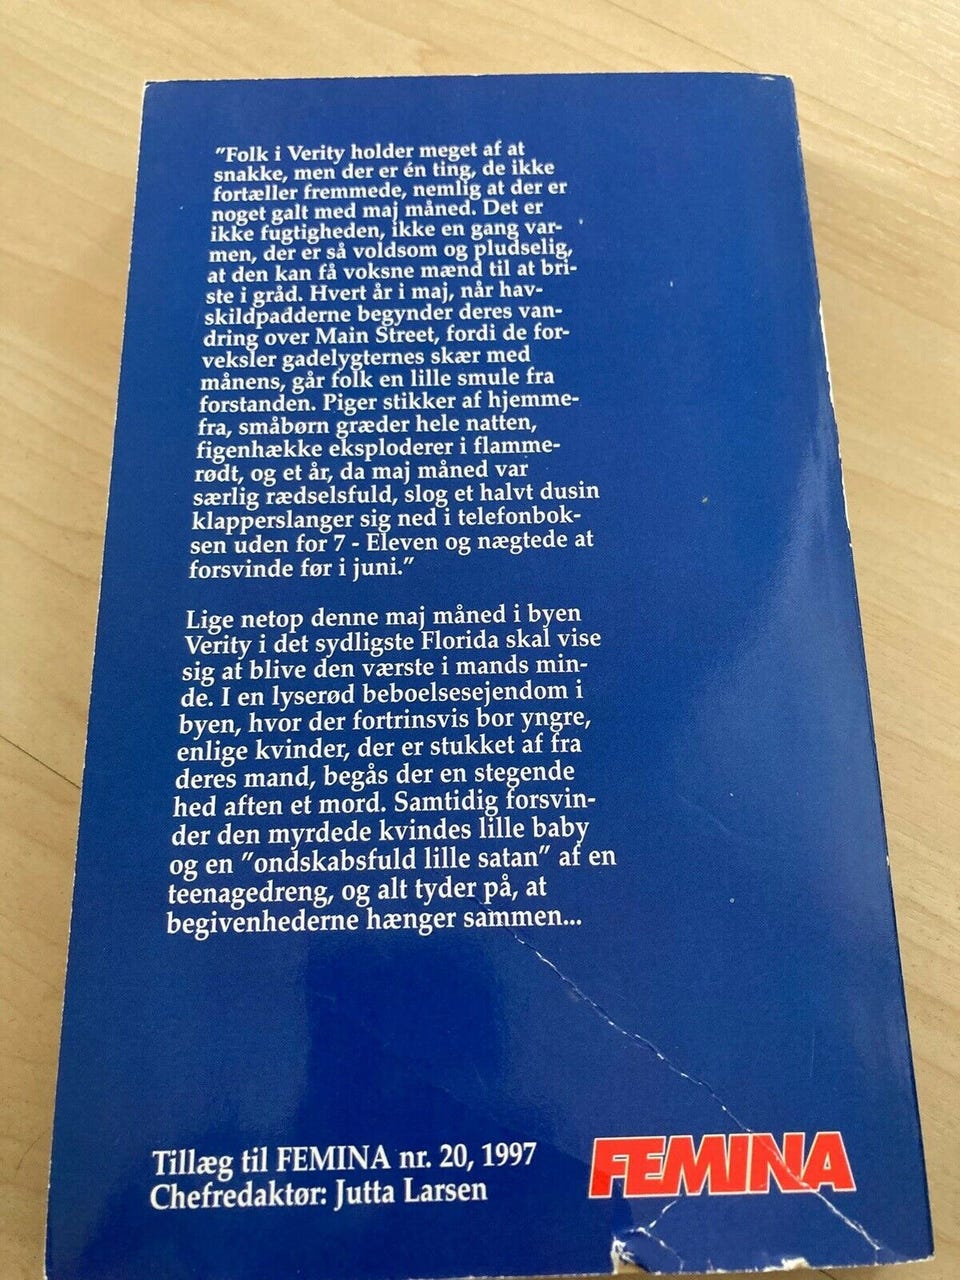 "Folk i Verity holder meget af at
snakke, men der er én ting, de ikke
fortæller fremmede, nemlig at der er
noget galt med maj måned. Det er
ikke fugtigheden, ikke en gang var-
men, der er så voldsom og pludselig,
at den kan få voksne mænd til at bri-
ste i gråd. Hvert år i maj, når hav-
skildpadderne begynder deres van-
dring over Main Street, fordi de for-
veksler gadelygternes skær med
månens, går folk en lille smule fra
forstanden. Piger stikker af hjemme-
fra, småbørn græder hele natten,
figenhække eksploderer i flamme-
rødt, og et år, da maj måned var
særlig rædselsfuld, slog et halvt dusin
klapperslanger sig ned i telefonbok-
sen uden for 7 - Eleven og nægtede at
forsvinde før i juni."
Lige netop denne maj måned i byen
Verity i det sydligste Florida skal vise
sig at blive den værste i mands min-
de. I en lyserød beboelsesejendom i
byen, hvor der fortrinsvis bor yngre,
enlige kvinder, der er stukket af fra
deres mand, begås der en stegende
hed aften et mord. Samtidig forsvin-
der den myrdede kvindes lille baby
og en "ondskabsfuld lille satan" af en
teenagedreng, og alt tyder på, at
begivenhederne hænger sammen...
Tillæg til FEMINA nr. 20, 1997
Chefredaktør: Jutta Larsen
FEMINA